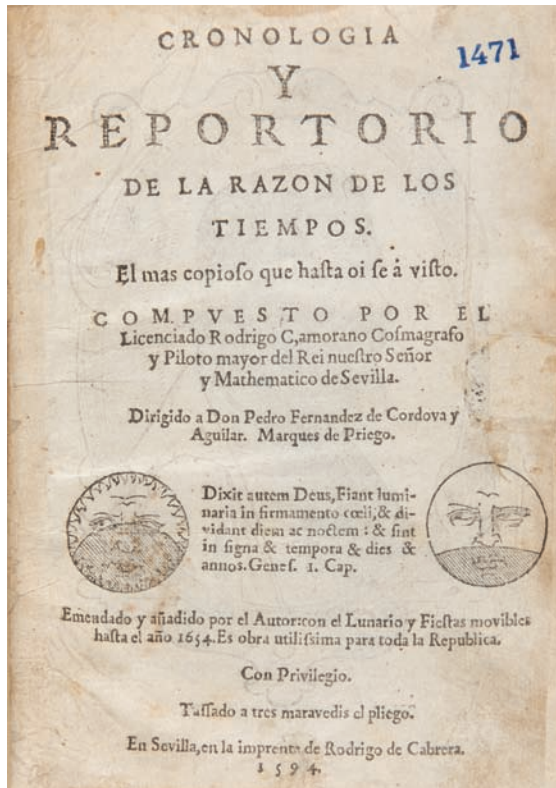 CRONOLOGIA
1471
Y
REPORTORIO
DE LA RAZON DE LOS
TIEMPOS.
El mas copioſo que haſta oi ſe á viſto.
COMPVESTO POR EL
Licenciado Rodrigo C,amorano Coſmagrafo
y Piloto mayor del Rei nueſtro Señor
y Mathematico de Sevilla.
Dirigido a Don Pedro Fernandez de Cordova y
Aguilar. Marques de Priego.
Dixit autem Deus, Fiant lumi-
naria in firmamento cœli, & di-
vidant diem ac noctem : & ſint
in ſigna & tempora & dies &
annos. Geneſ. 1. Cap.
Emendado y añadido por el Autor:con el Lunario y Fieſtas movibles
haſta el año 1654. Es obra utiliſsima para toda la Republica.
Con Privilegio.
Taſſado a tres maravedis el pliego.
En Sevilla, en la imprenta de Rodrigo de Cabrera.
1594.